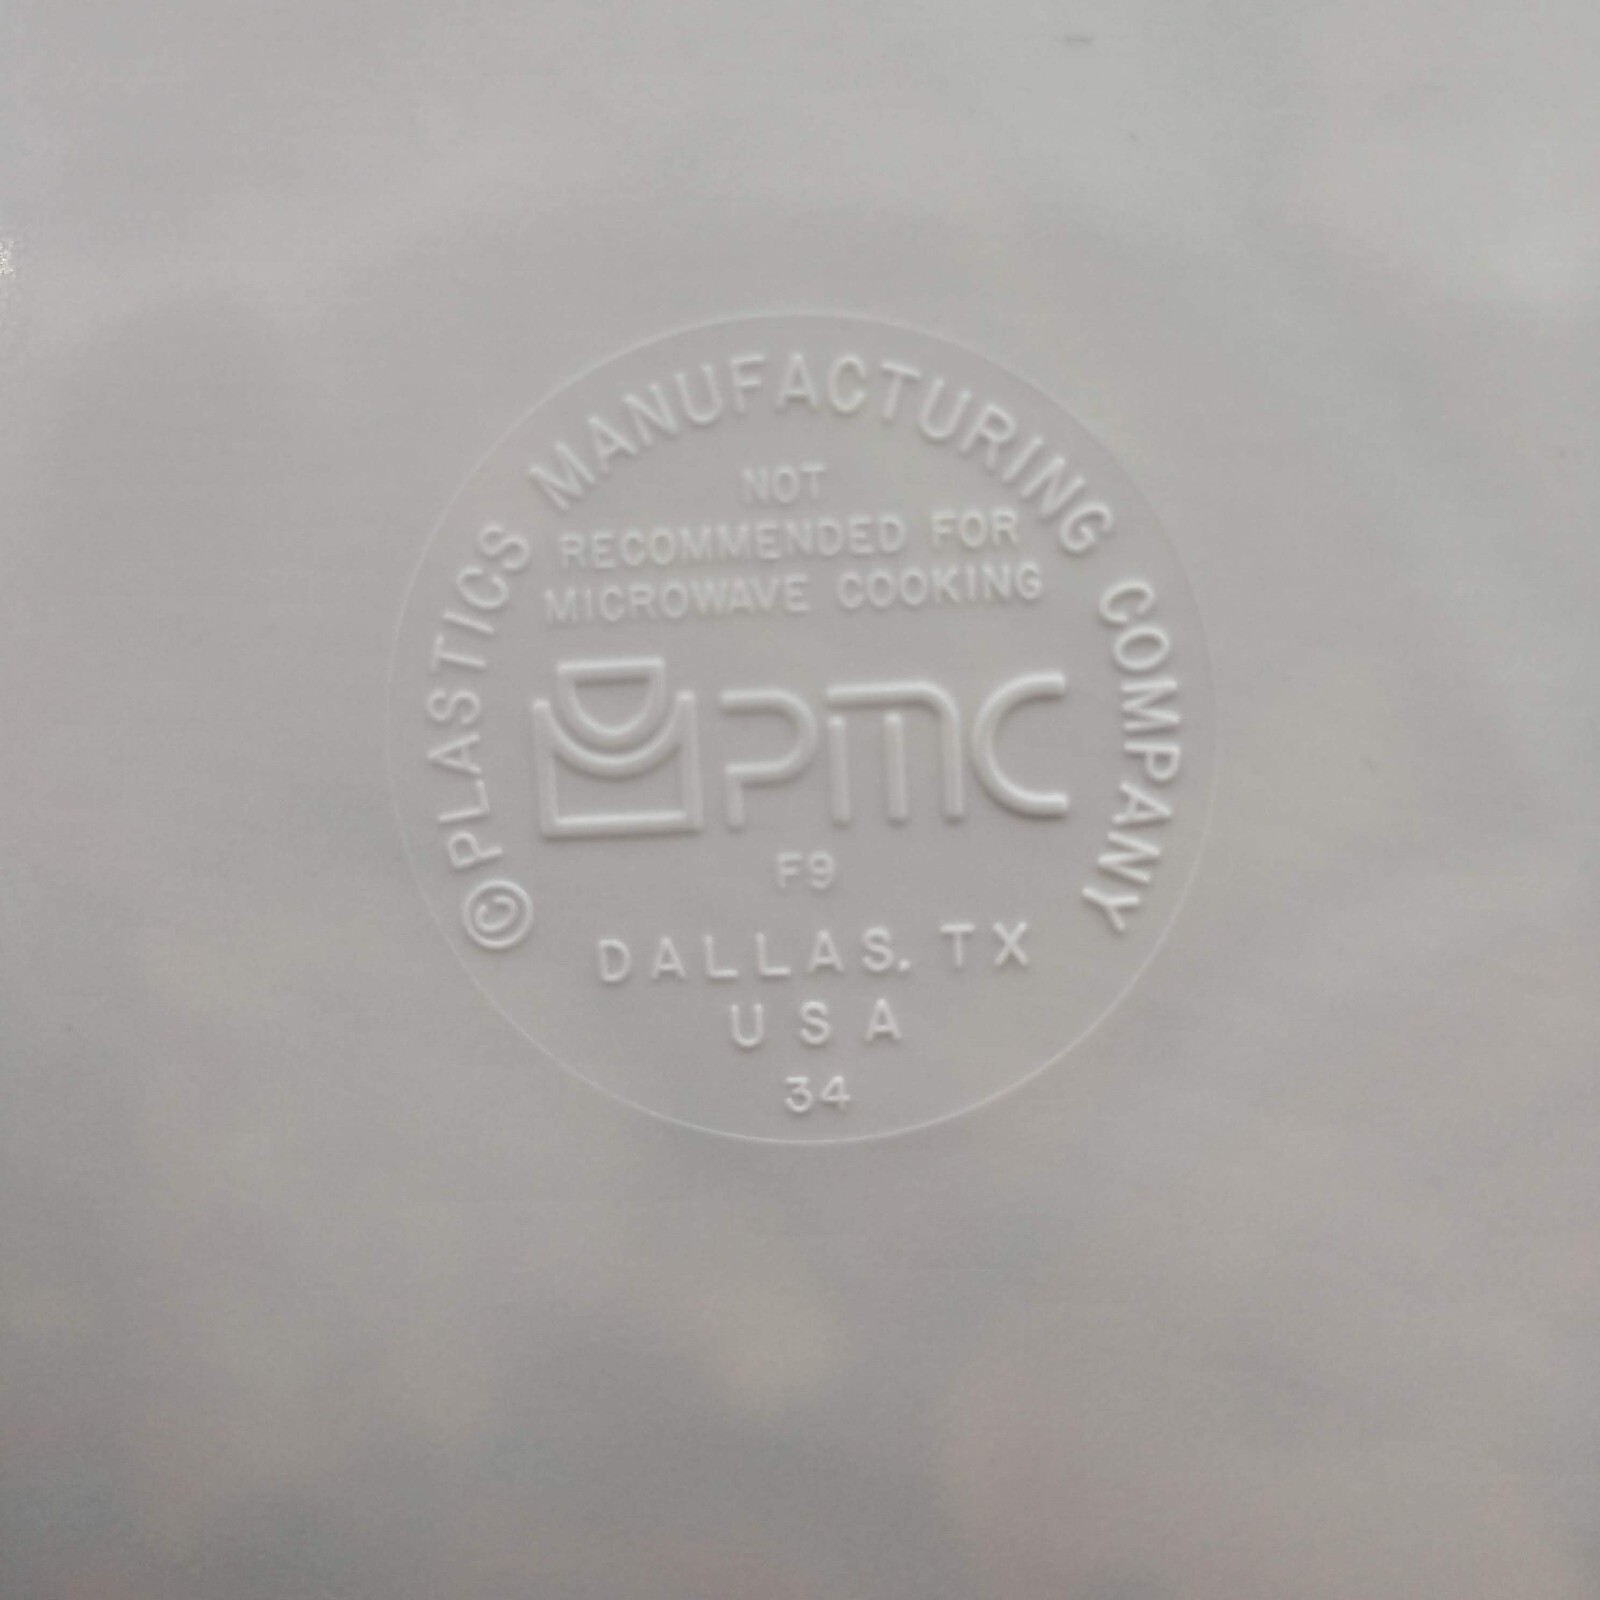 ©PLASTICS MANUFACTURING COMPANY
NOT
RECOMMENDED FOR
MICROWAVE COOKING
PMC
F9
DALLAS. TX
USA
34